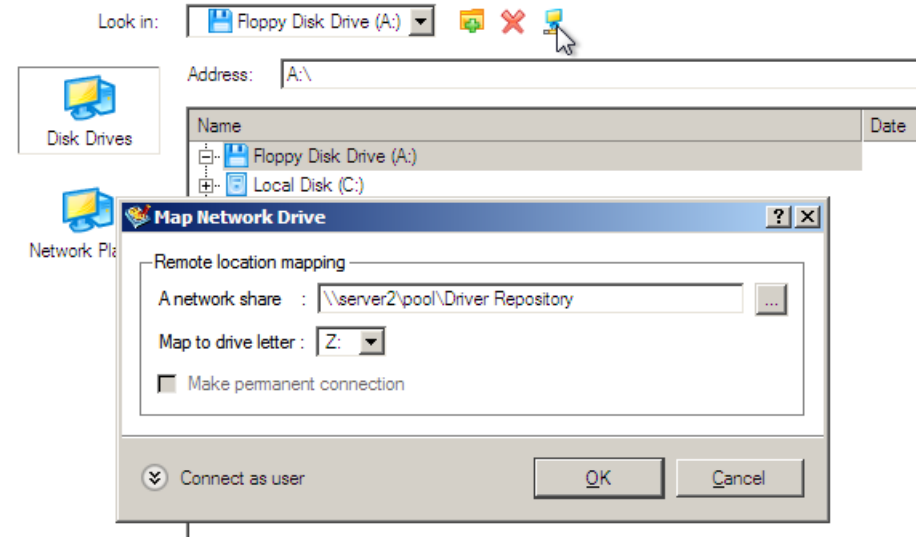 Look in: Floppy Disk Drive (A:)
Address: A:\
Disk Drives
Name Date
Floppy Disk Drive (A:)
Local Disk (C:)
Network
Map Network Drive
Remote location mapping
A network share : \\server2\pool\Driver Repository ...
Map to drive letter : Z:
Make permanent connection
Connect as user OK Cancel